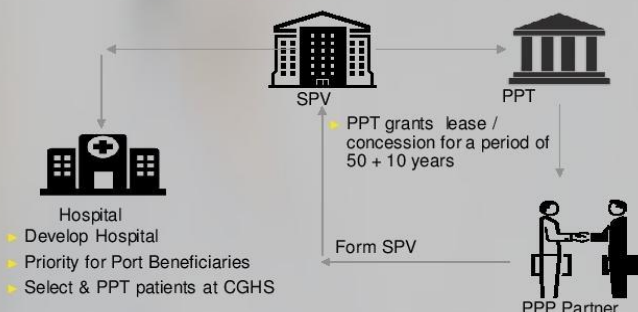 SPV
PPT
PPT grants lease /
concession for a period of
50 + 10 years
Hospital
Develop Hospital
Priority for Port Beneficiaries
Select & PPT patients at CGHS
Form SPV
PPP Partner